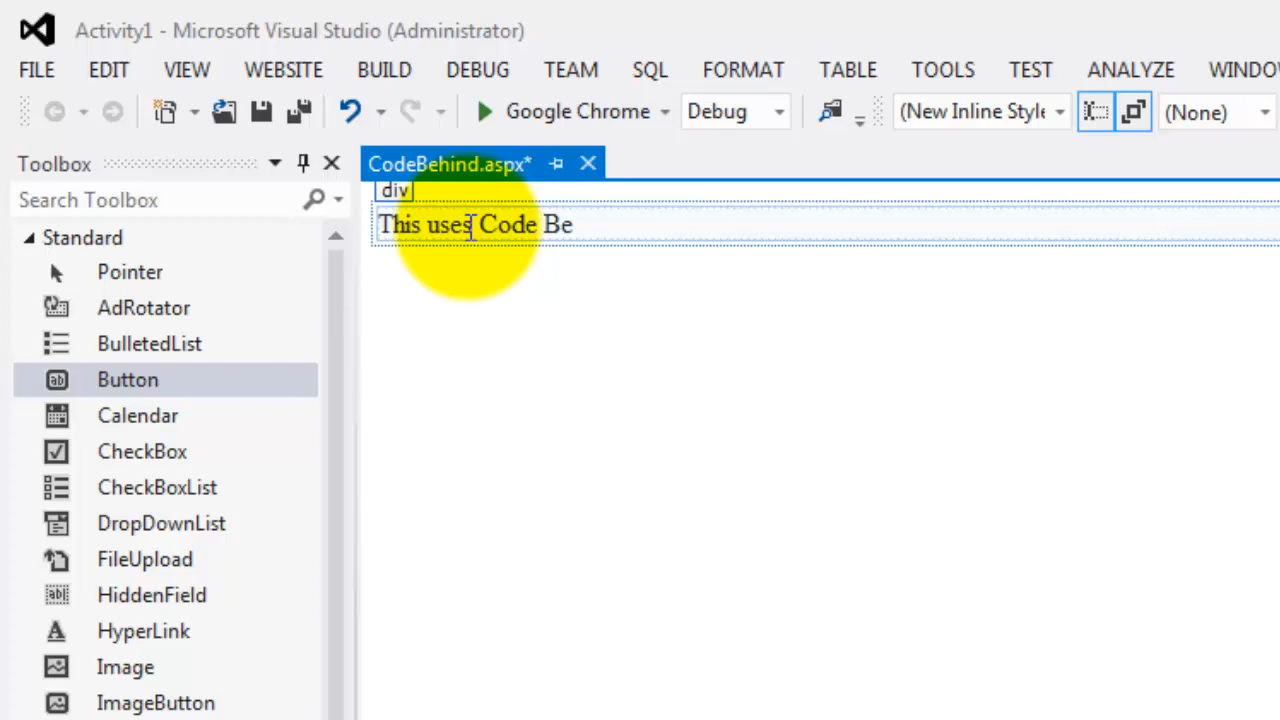 Activity1 - Microsoft Visual Studio (Administrator)
FILE EDIT VIEW WEBSITE BUILD DEBUG TEAM SQL FORMAT TABLE TOOLS TEST ANALYZE WINDO
Google Chrome Debug (New Inline Style (None)
Toolbox
CodeBehind.aspx*
div
Search Toolbox
This uses Code Be
Standard
Pointer
AdRotator
BulletedList
Button
Calendar
CheckBox
CheckBoxList
DropDownList
FileUpload
HiddenField
HyperLink
Image
ImageButton